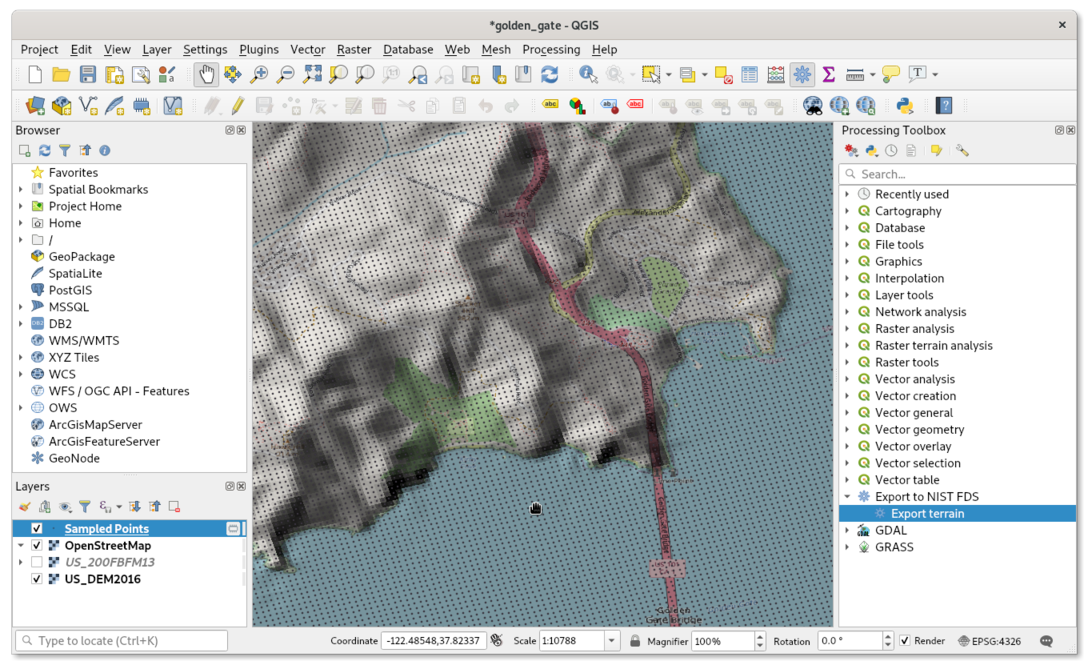 *golden_gate - QGIS
Project Edit View Layer Settings Plugins Vector Raster Database Web Mesh Processing Help
Browser
Favorites
Spatial Bookmarks
Project Home
Home
/
GeoPackage
SpatiaLite
PostGIS
MSSQL
DB2
WMS/WMTS
XYZ Tiles
WCS
WFS / OGC API - Features
OWS
ArcGisMapServer
ArcGisFeatureServer
GeoNode
Layers
Sampled Points
OpenStreetMap
US_200FBFM13
US_DEM2016
Golden
Gate Bridge
Processing Toolbox
Search...
Recently used
Cartography
Database
File tools
Graphics
Interpolation
Layer tools
Network analysis
Raster analysis
Raster terrain analysis
Raster tools
Vector analysis
Vector creation
Vector general
Vector geometry
Vector overlay
Vector selection
Vector table
Export to NIST FDS
Export terrain
GDAL
GRASS
Type to locate (Ctrl+K) Coordinate -122.48548,37.82337 Scale 1:10788 Magnifier 100% Rotation 0.0 ° Render EPSG:4326